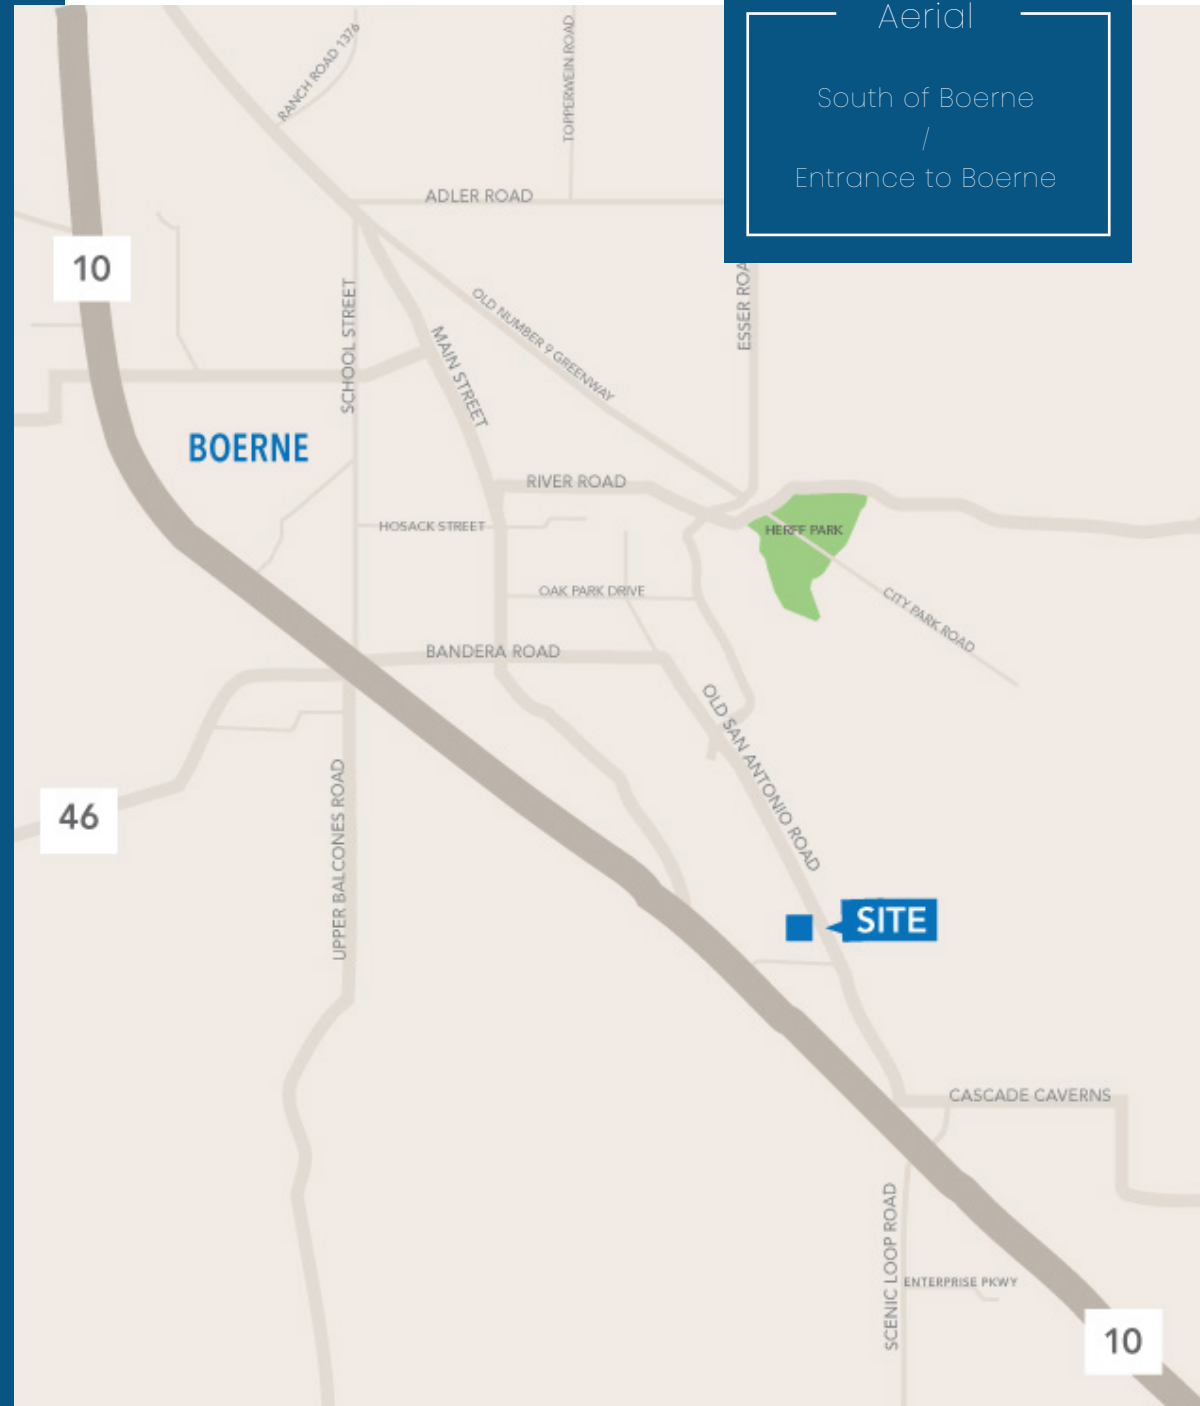 Aerial
South of Boerne
/
Entrance to Boerne
RANCH ROAD 1376
TOPPERWEIN ROAD
ADLER ROAD
10
SCHOOL STREET
MAIN STREET
OLD NUMBER 9 GREENWAY
ESSER ROA
BOERNE
RIVER ROAD
HOSACK STREET
HERFF PARK
OAK PARK DRIVE
CITY PARK ROAD
BANDERA ROAD
OLD SAN ANTONIO ROAD
46
UPPER BALCONES ROAD
SITE
CASCADE CAVERNS
SCENIC LOOP ROAD
ENTERPRISE PKWY
10